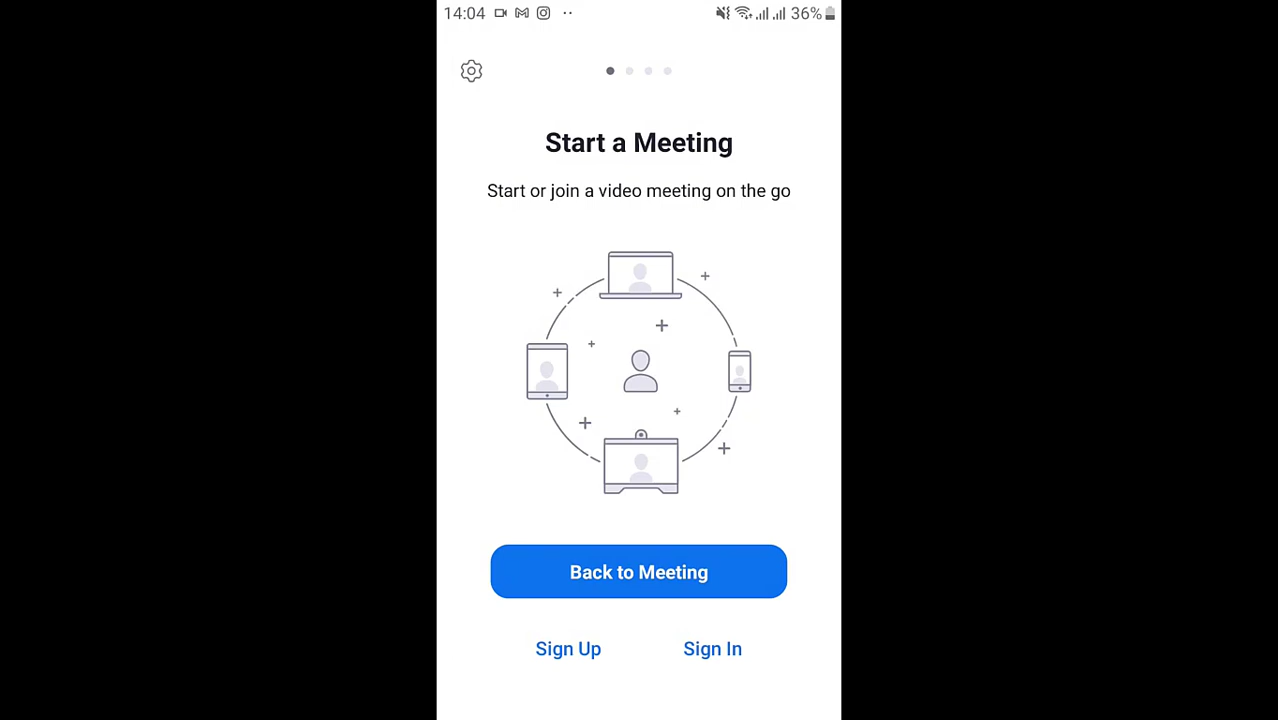 14:04 36%
Start a Meeting
Start or join a video meeting on the go
Back to Meeting
Sign Up Sign In